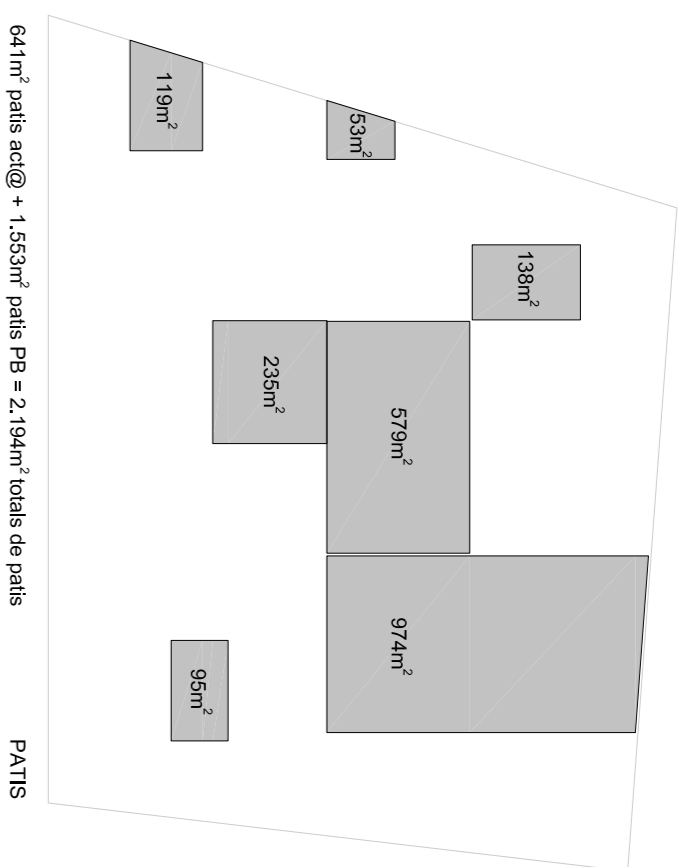 119m²
53m²
138m²
235m²
579m²
974m²
95m²
641m² patis act@ + 1.553m² patis PB = 2.194m² totals de patis
PATIS